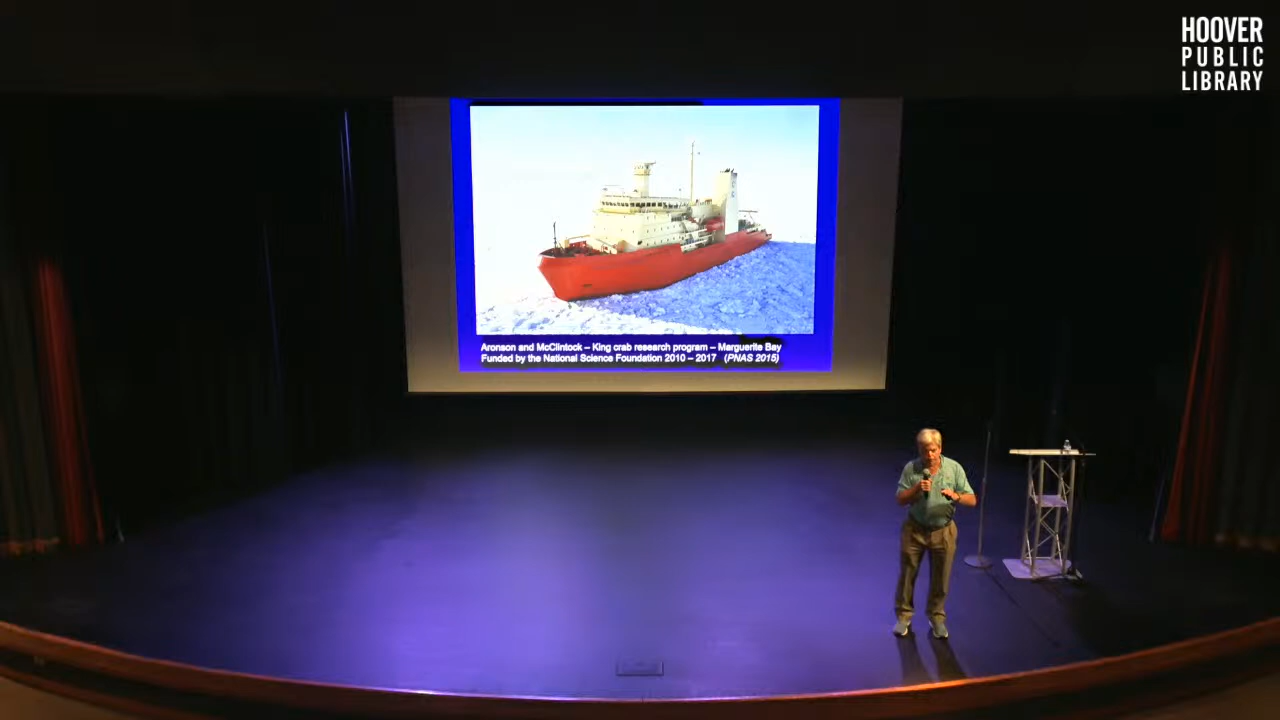 HOOVER
PUBLIC
LIBRARY
Aronson and McClintock – King crab research program – Marguerite Bay
Funded by the National Science Foundation 2010 – 2017 (PNAS 2015)